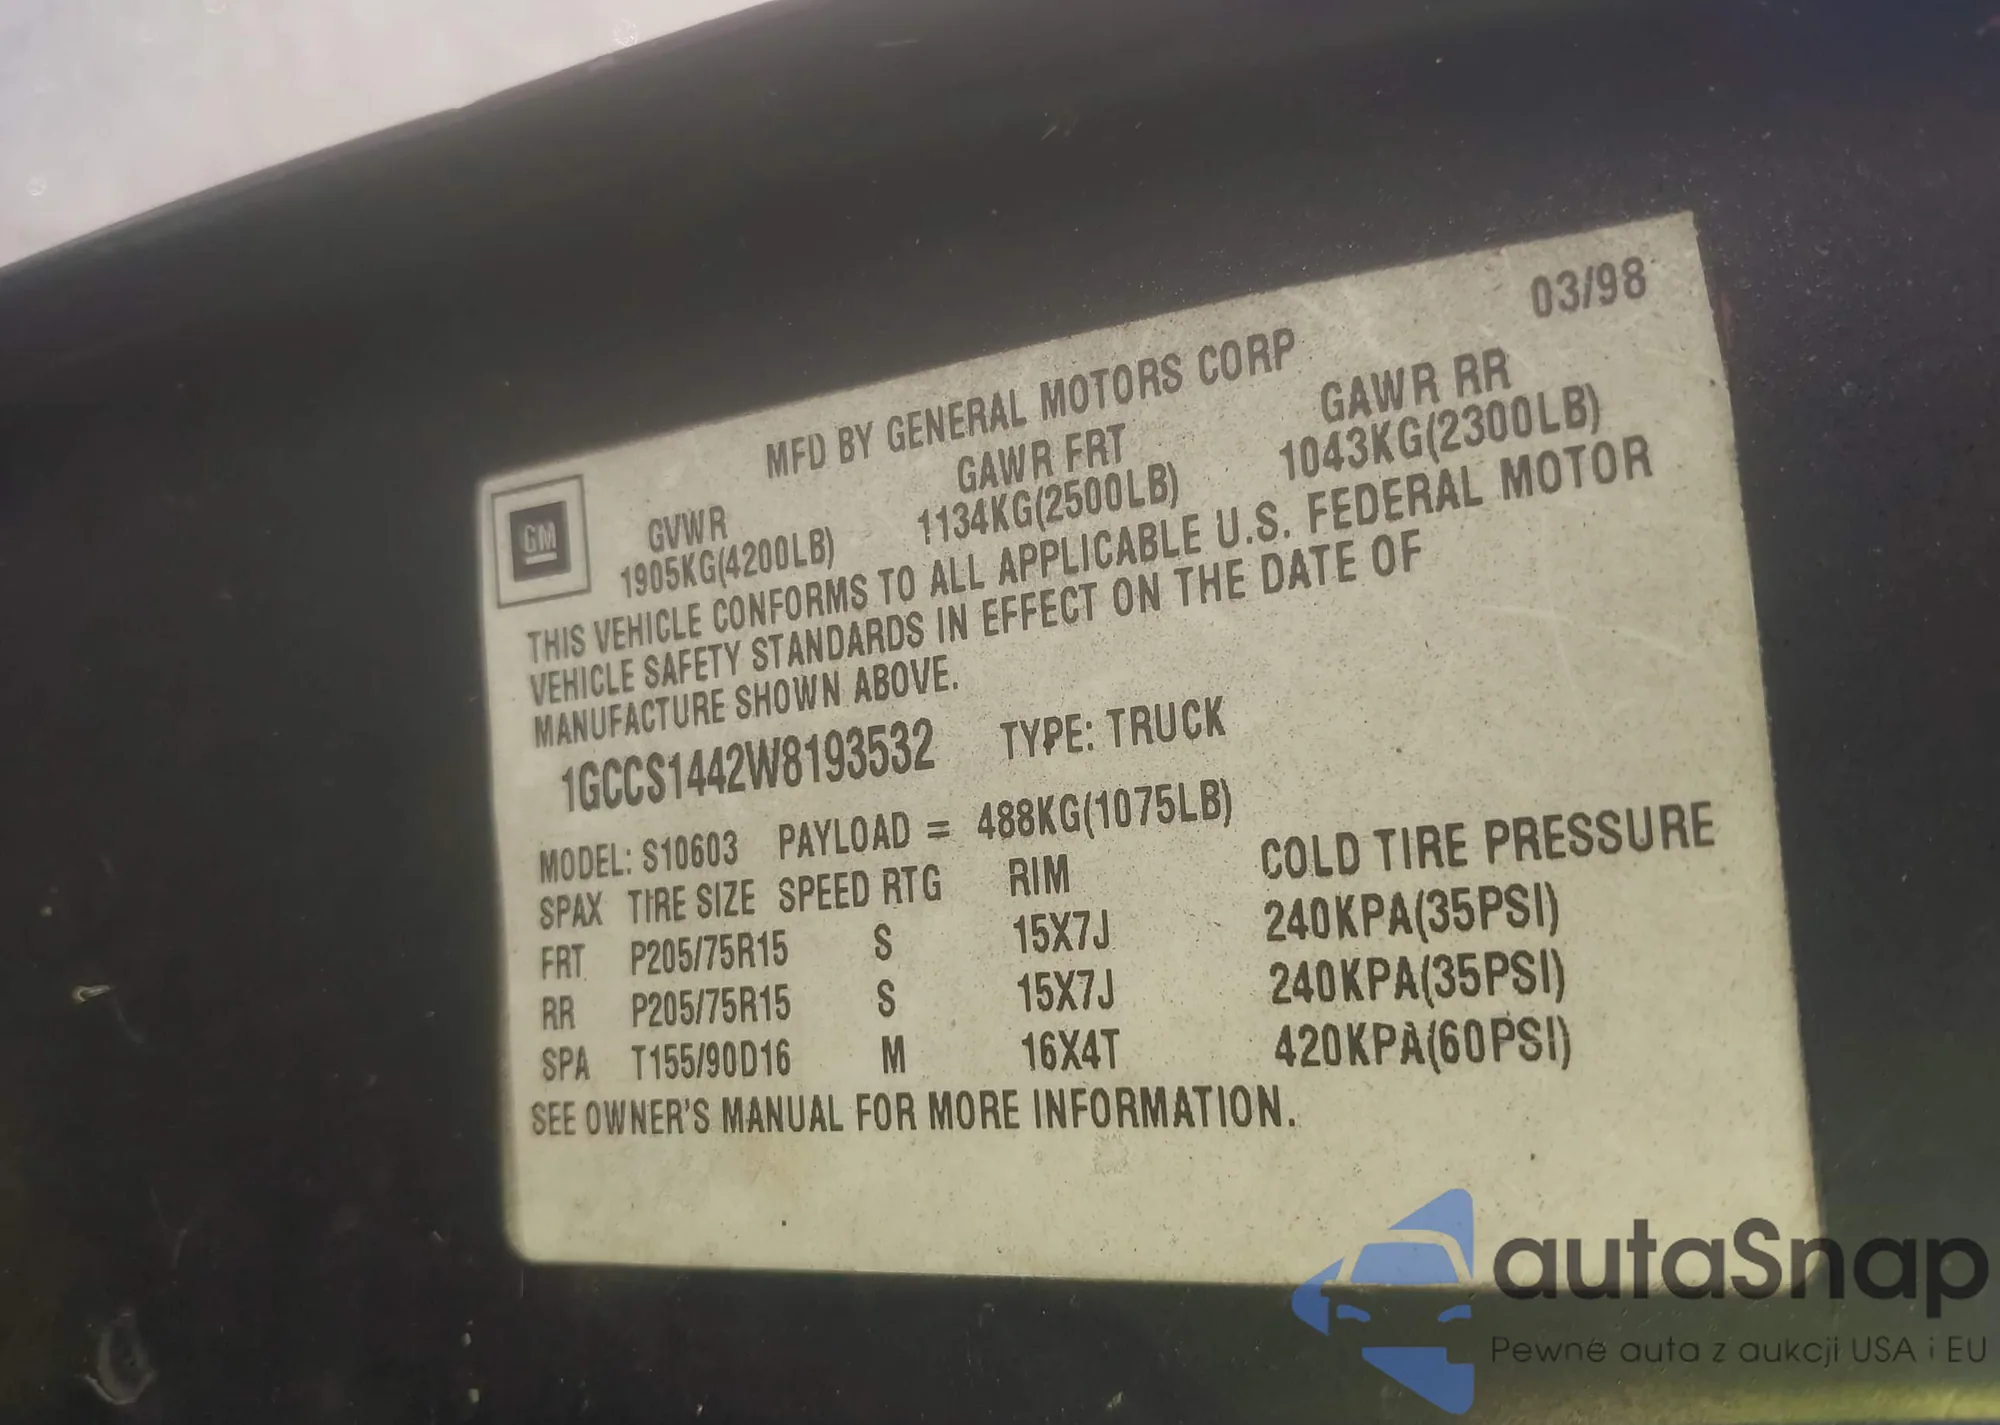 03/98
MFD BY GENERAL MOTORS CORP
GM
GVWR GAWR FRT GAWR RR
1905KG(4200LB) 1134KG(2500LB) 1043KG(2300LB)
THIS VEHICLE CONFORMS TO ALL APPLICABLE U.S. FEDERAL MOTOR
VEHICLE SAFETY STANDARDS IN EFFECT ON THE DATE OF
MANUFACTURE SHOWN ABOVE.
1GCCS1442W8193532 TYPE: TRUCK
MODEL: S10603 PAYLOAD = 488KG(1075LB)
SPAX TIRE SIZE SPEED RTG RIM COLD TIRE PRESSURE
FRT P205/75R15 S 15X7J 240KPA(35PSI)
RR P205/75R15 S 15X7J 240KPA(35PSI)
SPA T155/90D16 M 16X4T 420KPA(60PSI)
SEE OWNER'S MANUAL FOR MORE INFORMATION.
autaSnap
Pewne auta z aukcji USA i EU